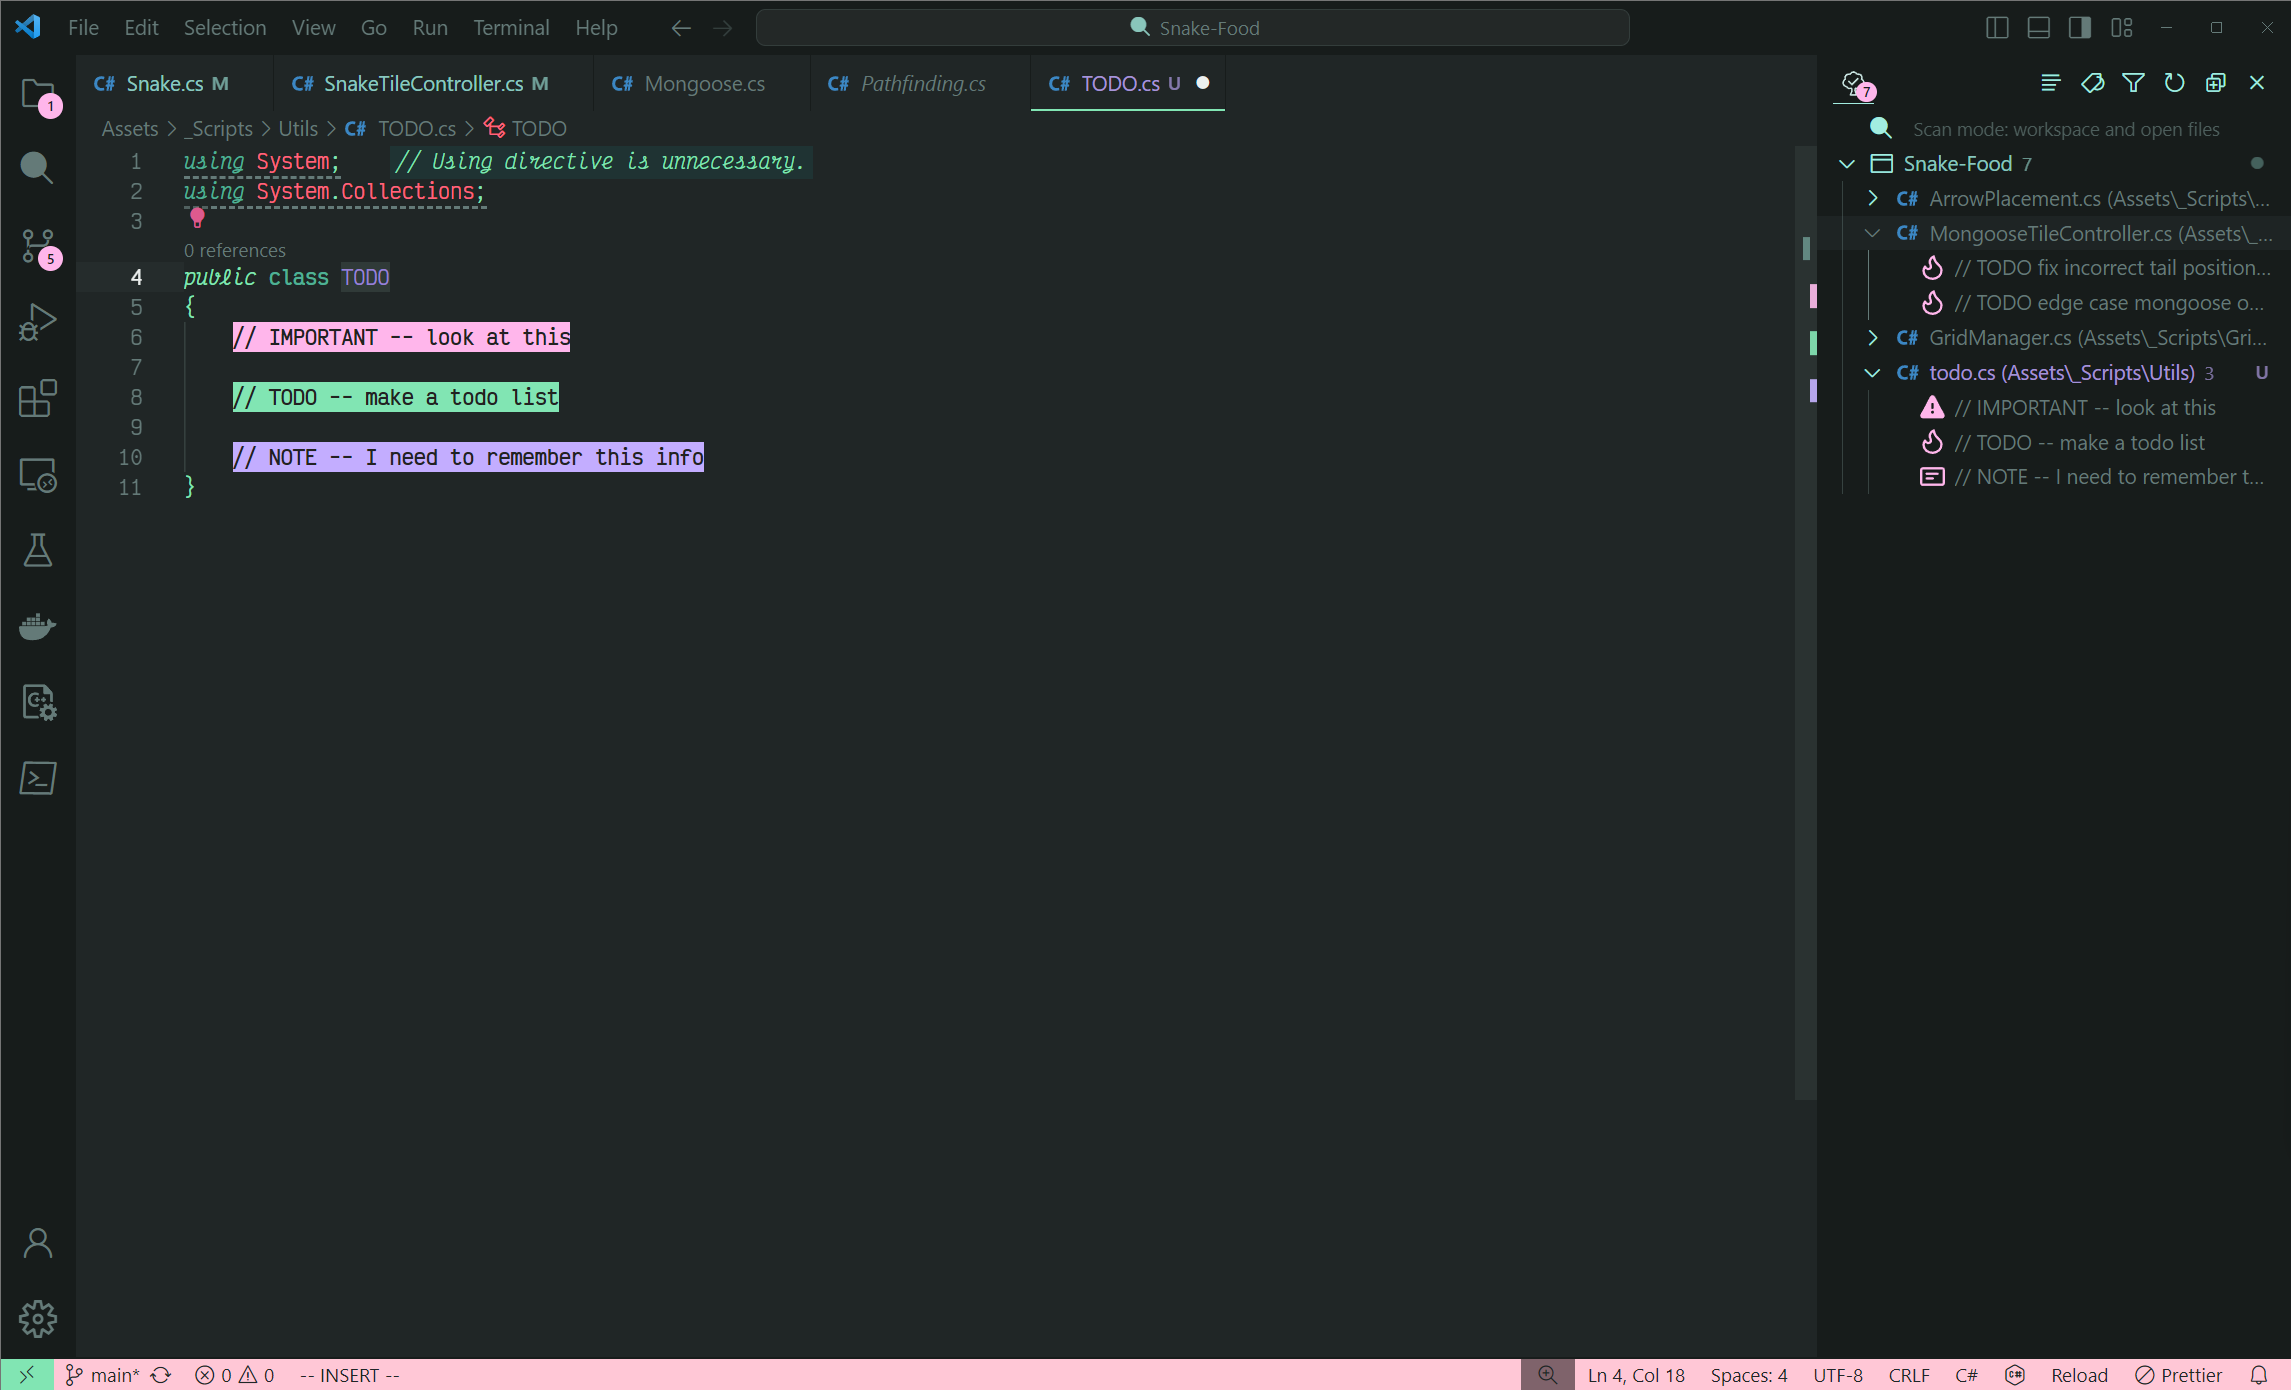 File Edit Selection View Go Run Terminal Help Snake-Food
1
5
C# Snake.cs M C# SnakeTileController.cs M C# Mongoose.cs C# Pathfinding.cs C# TODO.cs U
Assets > _Scripts > Utils > C# TODO.cs > TODO
1 using System; // Using directive is unnecessary.
2 using System.Collections;
3
0 references
4 public class TODO
5 {
6 // IMPORTANT -- look at this
7
8 // TODO -- make a todo list
9
10 // NOTE -- I need to remember this info
11 }
7
Scan mode: workspace and open files
Snake-Food 7
C# ArrowPlacement.cs (Assets\_Scripts\...
C# MongooseTileController.cs (Assets\_...
// TODO fix incorrect tail position...
// TODO edge case mongoose o...
C# GridManager.cs (Assets\_Scripts\Gri...
C# todo.cs (Assets\_Scripts\Utils) 3 U
// IMPORTANT -- look at this
// TODO -- make a todo list
// NOTE -- I need to remember t...
main* 0 0 -- INSERT -- Ln 4, Col 18 Spaces: 4 UTF-8 CRLF C# Reload Prettier